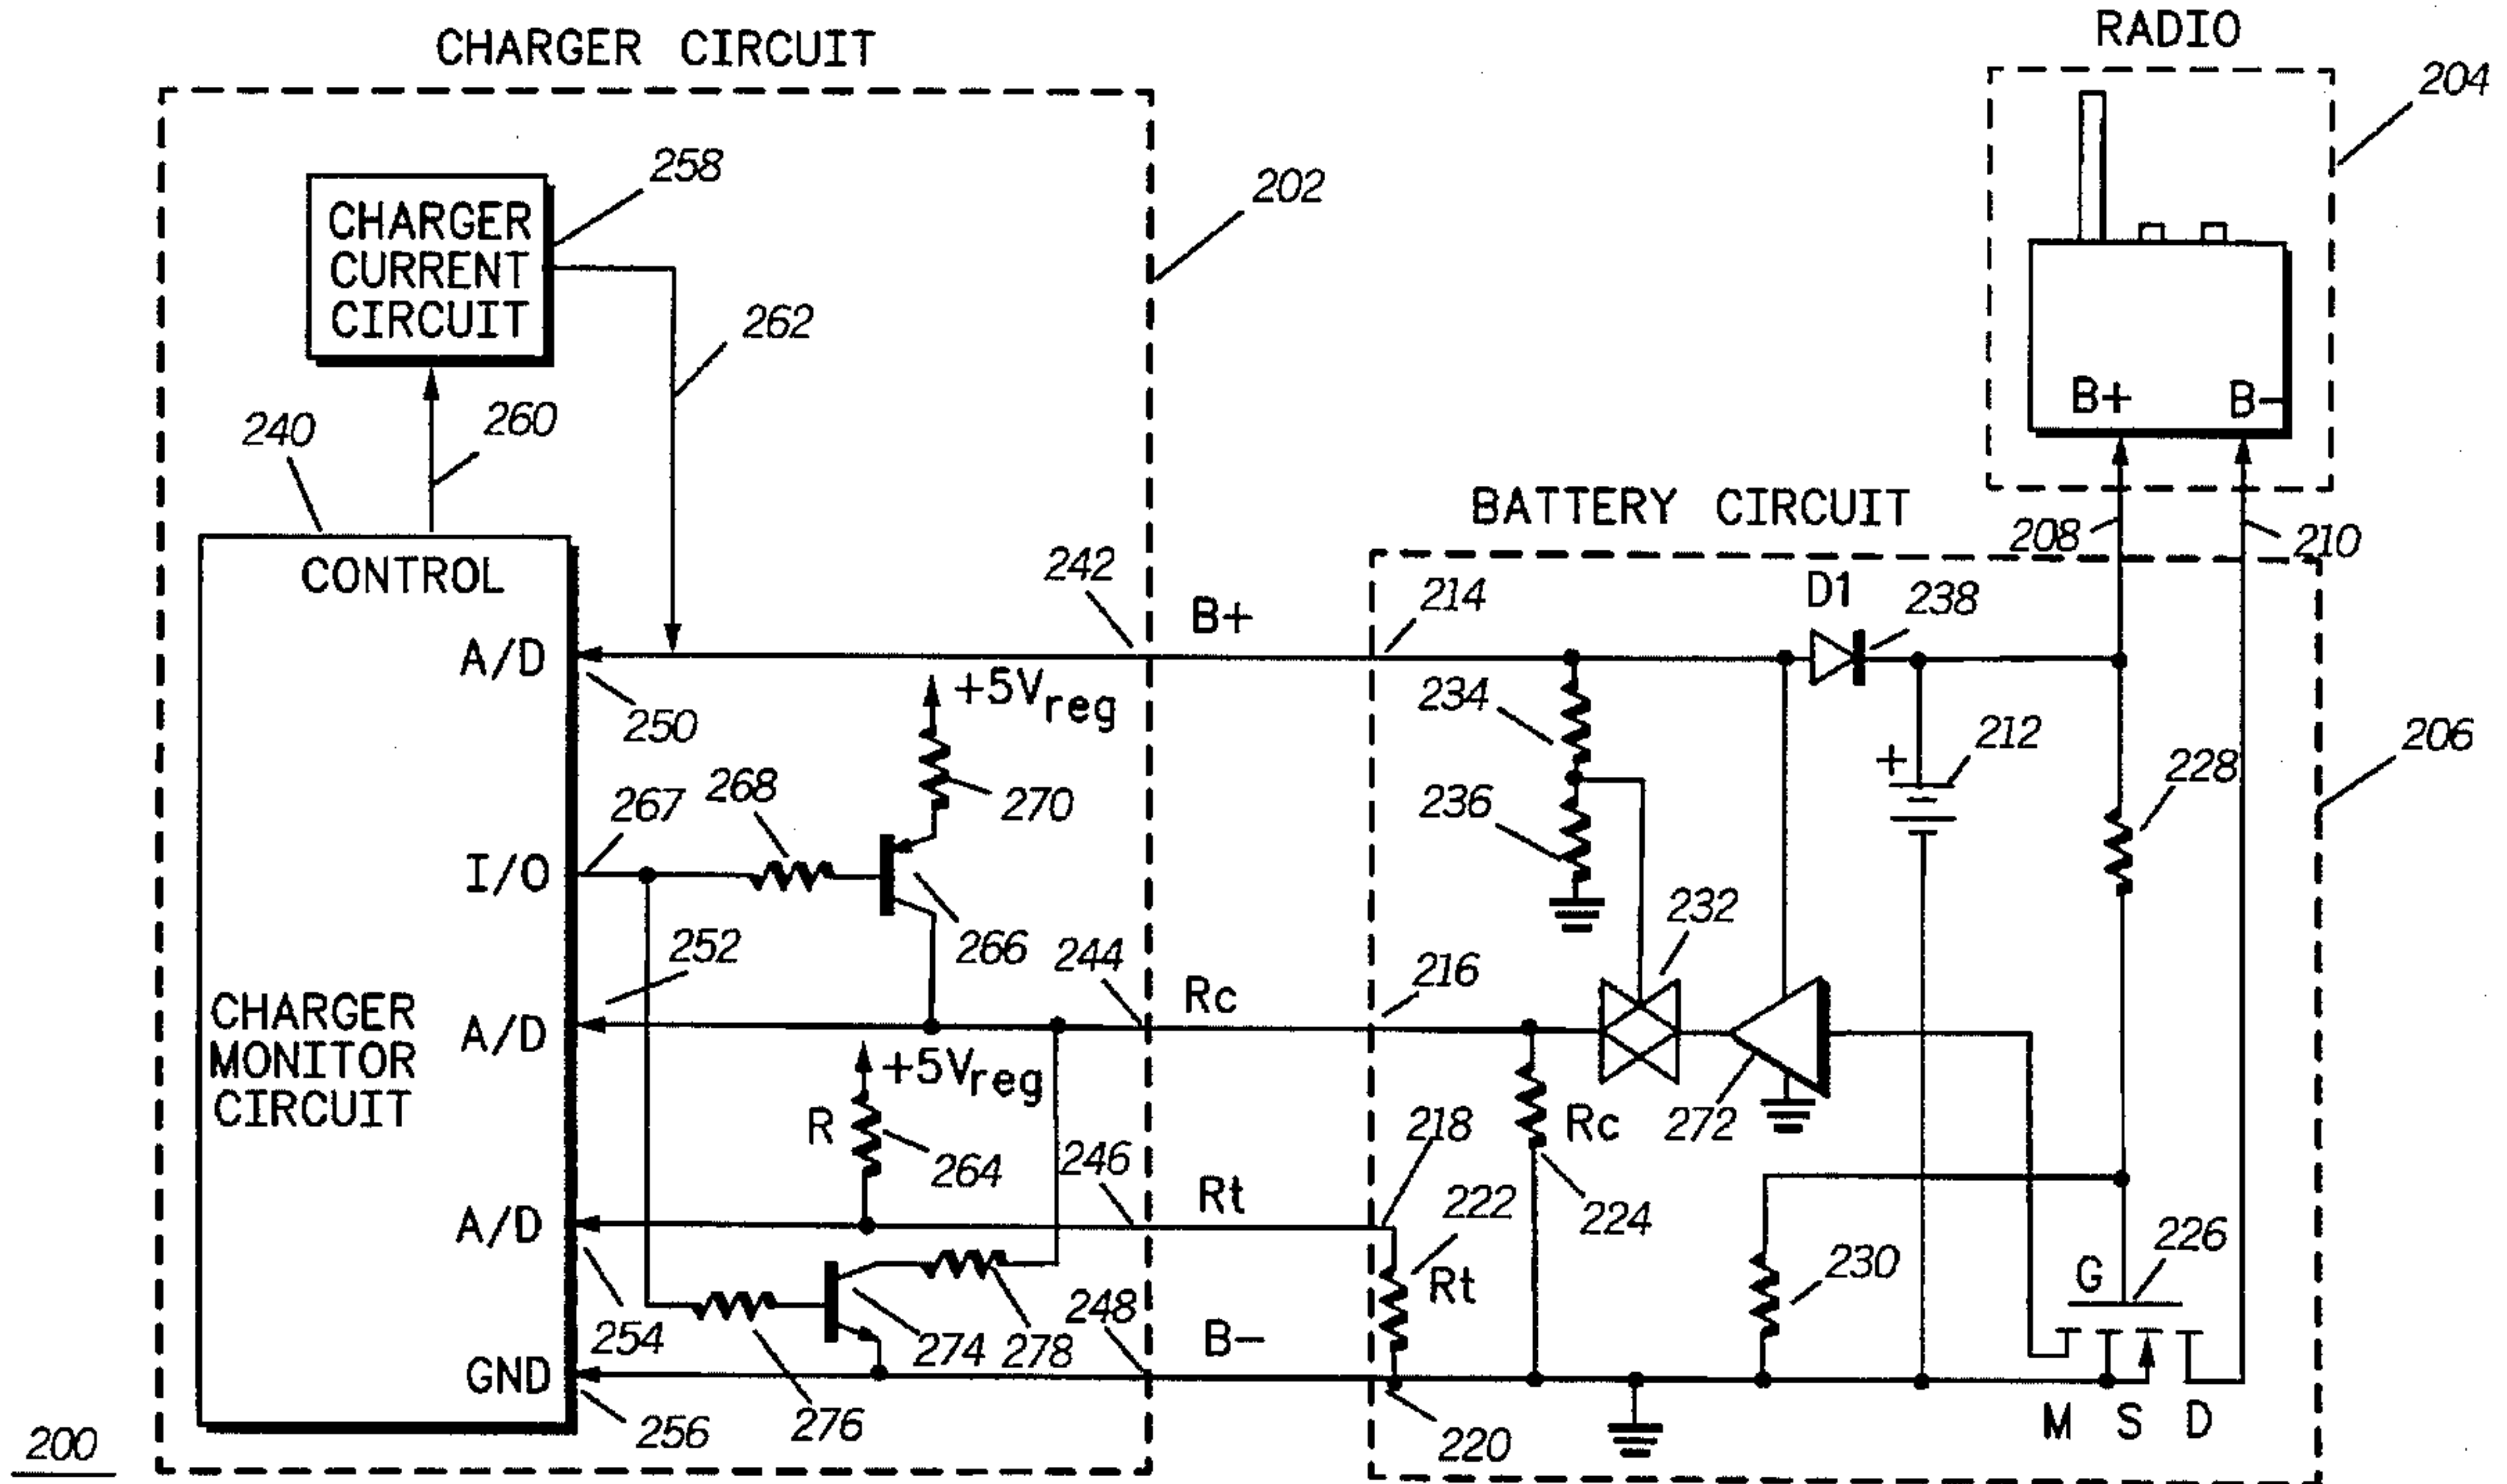 CHARGER CIRCUIT
RADIO
204
258
202
CHARGER
CURRENT
CIRCUIT
262
B+ B-
240
260
BATTERY CIRCUIT
208
210
CONTROL
242
B+
214
D1
238
A/D
250
+5Vreg
234
+
212
206
228
267
268
270
236
I/O
252
266
244
Rc
216
232
CHARGER
MONITOR
CIRCUIT
A/D
+5Vreg
R
264
246
218
Rc
272
224
A/D
Rt
222
Rt
230
G
226
254
274
278
248
B-
GND
256
276
220
M S D
200